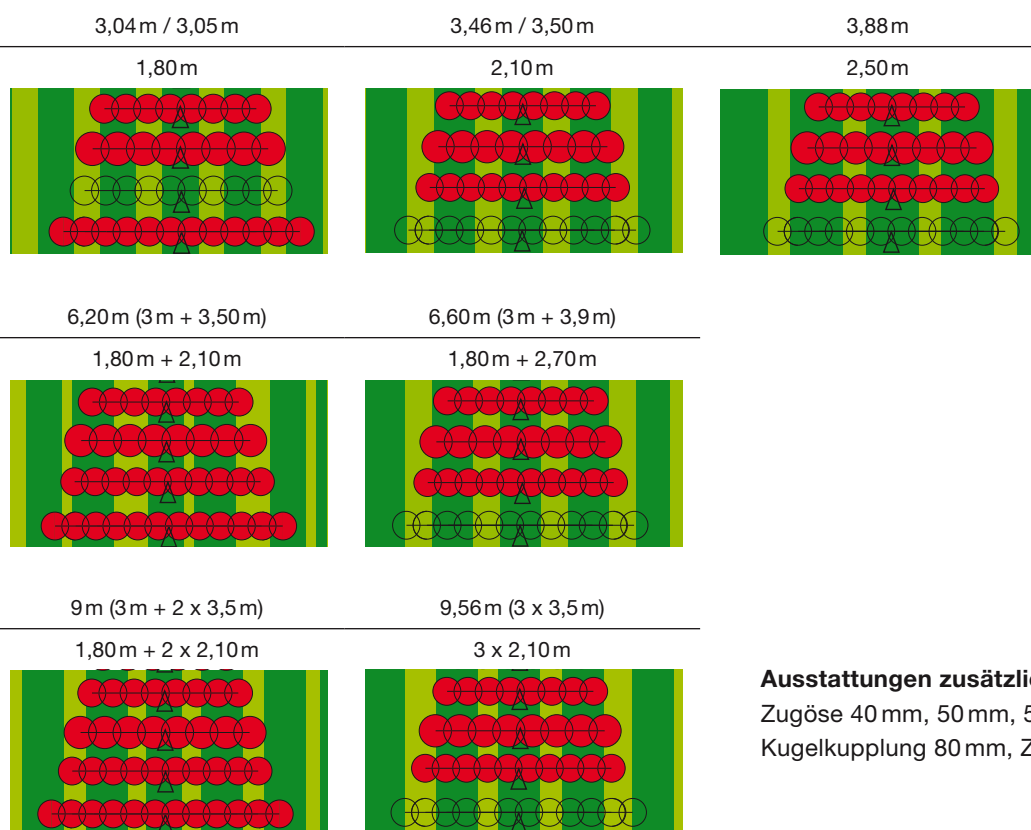 3,04 m / 3,05 m
3,46 m / 3,50 m
3,88 m
1,80 m
2,10 m
2,50 m
6,20 m (3 m + 3,50 m)
6,60 m (3 m + 3,9 m)
1,80 m + 2,10 m
1,80 m + 2,70 m
9 m (3 m + 2 x 3,5 m)
9,56 m (3 x 3,5 m)
1,80 m + 2 x 2,10 m
3 x 2,10 m
Ausstattungen
Zugöse 40 mm, 50 mm,
Kugelkupplung 80 mm,